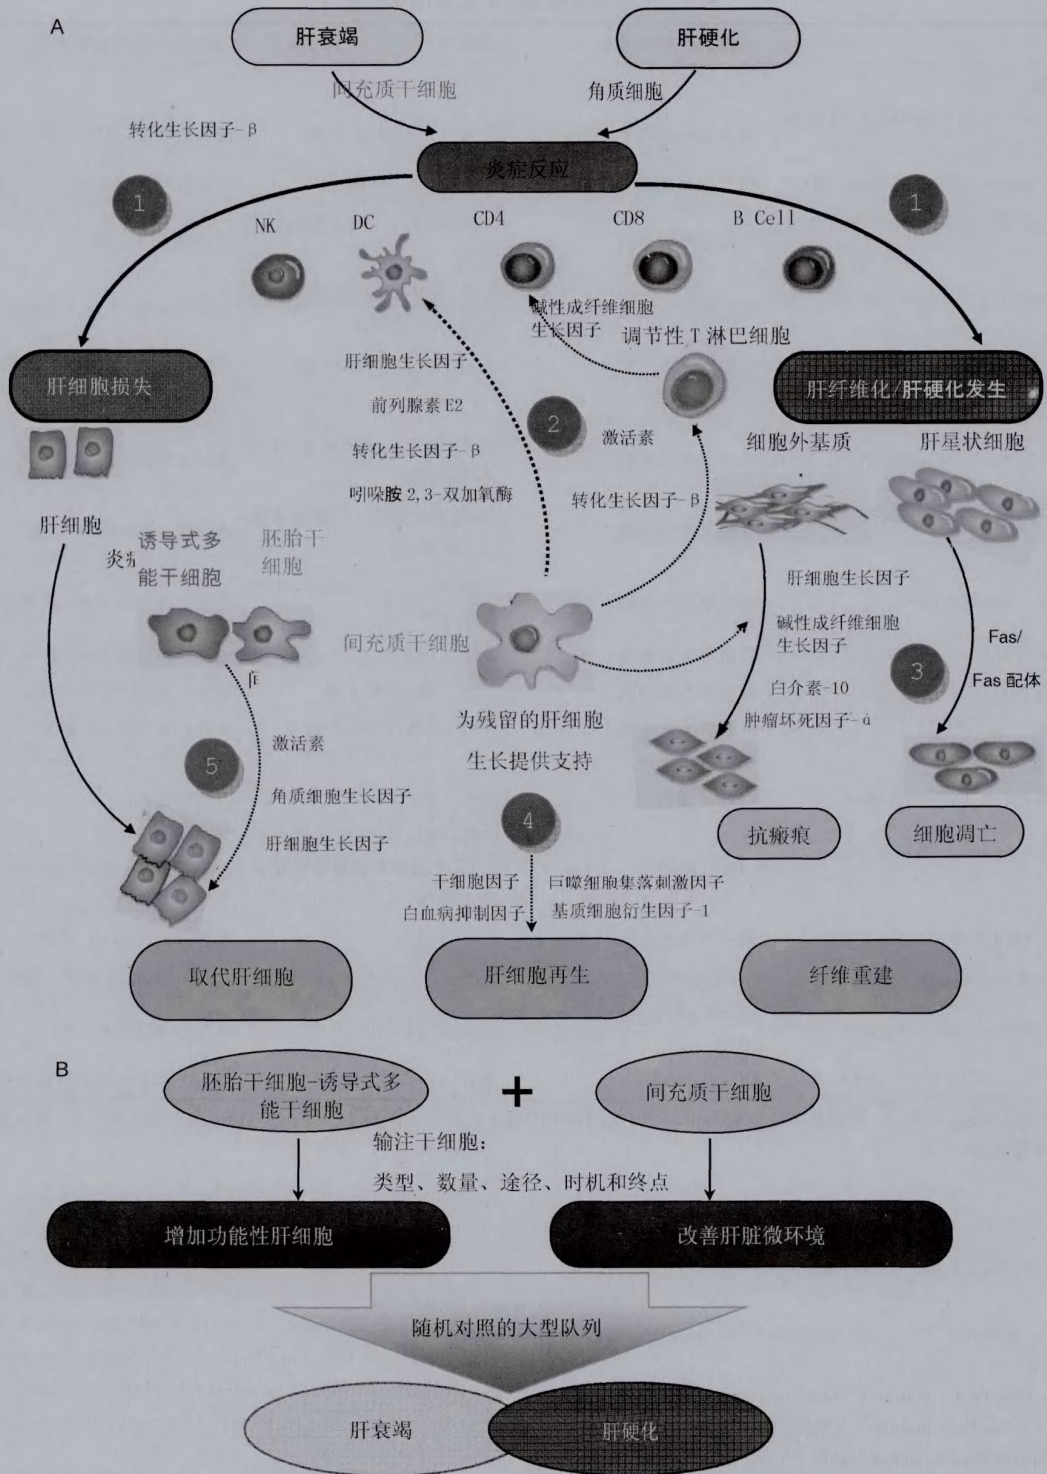 A
肝衰竭
肝硬化
间充质干细胞
角质细胞
转化生长因子-β
炎症反应
1
1
NK
DC
CD4
CD8
B Cell
碱性成纤维细胞
生长因子
调节性T淋巴细胞
肝细胞损失
肝细胞生长因子
肝纤维化/肝硬化发生
前列腺素E2
2
激活素
细胞外基质
肝星状细胞
转化生长因子-β
吲哚胺2,3-双加氧酶
转化生长因子-β
肝细胞
诱导式多
能干细胞
胚胎干
细胞
炎
肝细胞生长因子
碱性成纤维细胞
生长因子
间充质干细胞
Fas/
Fas配体
3
白介素-10
肿瘤坏死因子-α
为残留的肝细胞
生长提供支持
激活素
5
角质细胞生长因子
肝细胞生长因子
4
抗瘢痕
细胞凋亡
干细胞因子
巨噬细胞集落刺激因子
白血病抑制因子
基质细胞衍生因子-1
取代肝细胞
肝细胞再生
纤维重建
B
胚胎干细胞-诱导式多
能干细胞
+
间充质干细胞
输注干细胞:
类型、数量、途径、时机和终点
增加功能性肝细胞
改善肝脏微环境
随机对照的大型队列
肝衰竭
肝硬化